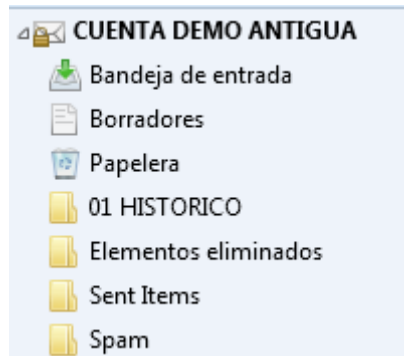 CUENTA DEMO ANTIGUA
Bandeja de entrada
Borradores
Papelera
01 HISTORICO
Elementos eliminados
Sent Items
Spam